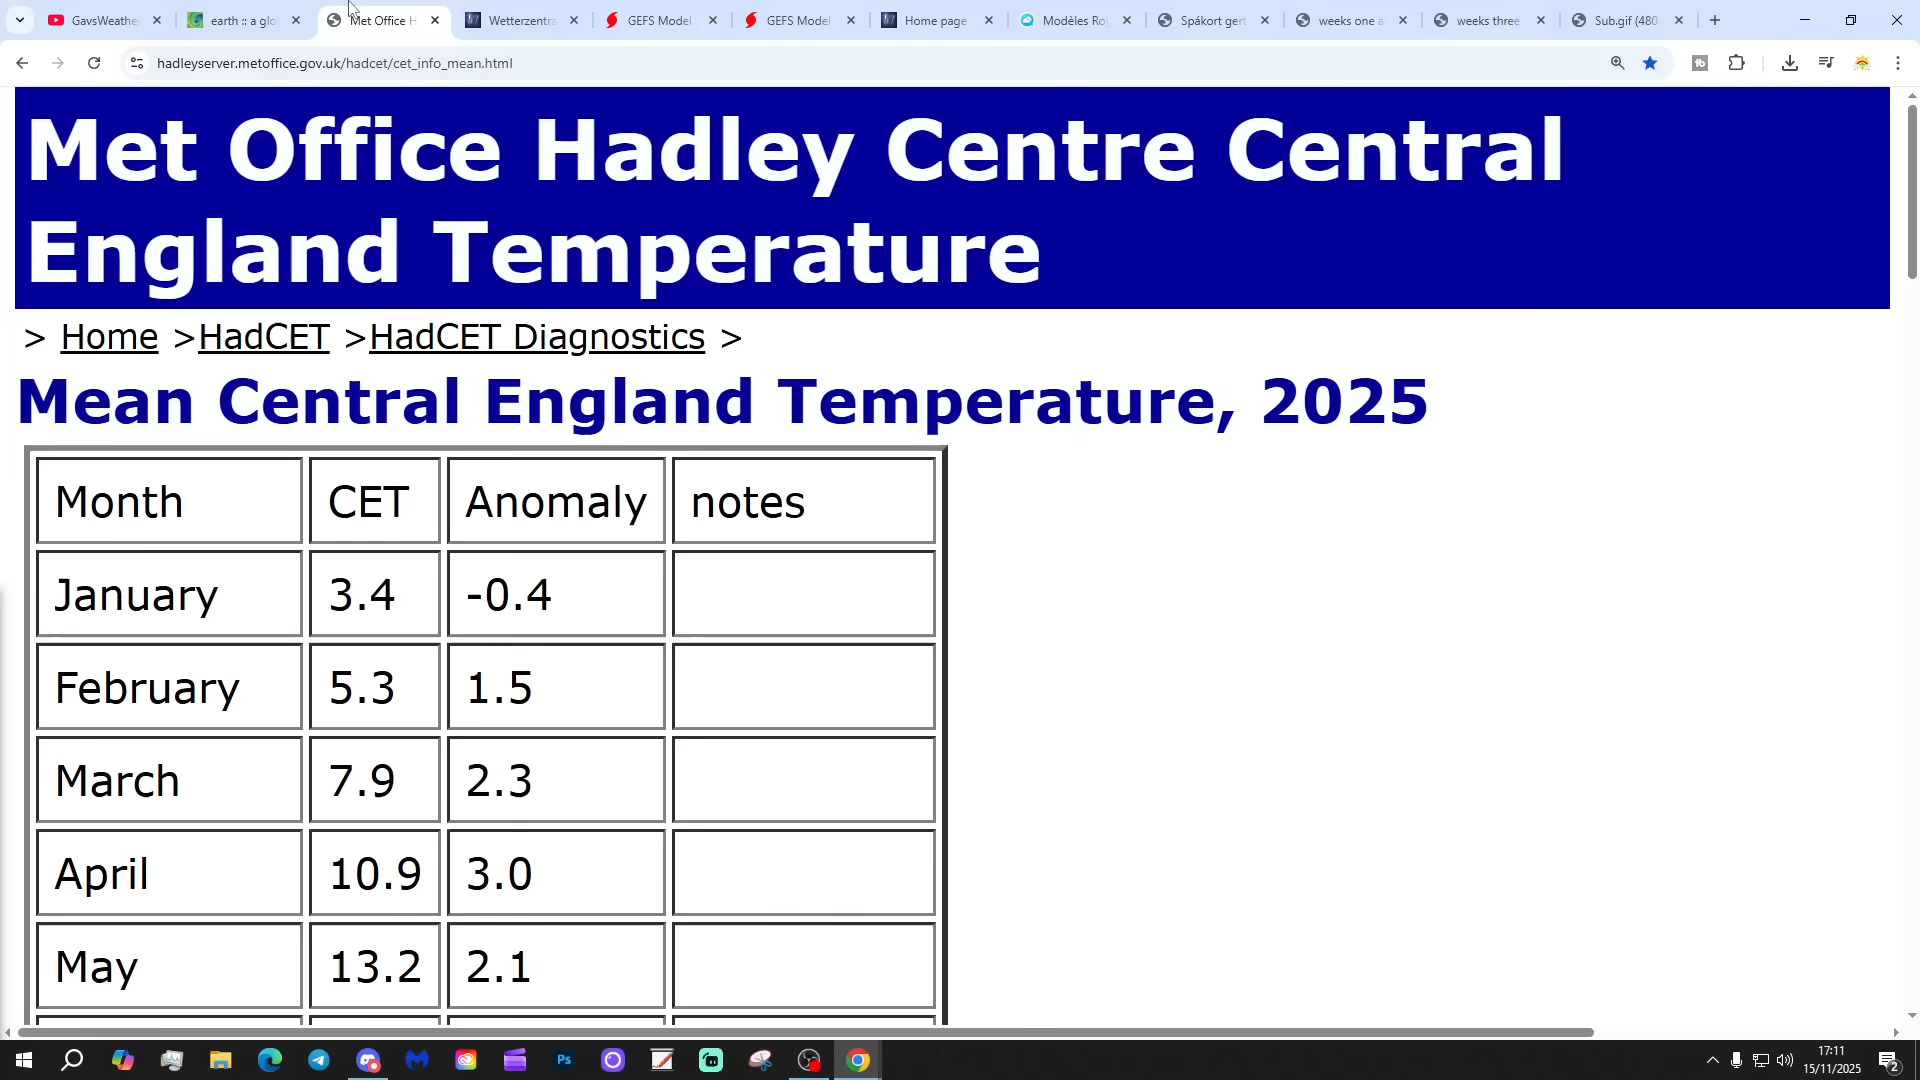 GavsWeathe
earth :: a glo
Met Office H
Wetterzentr
GEFS Model
GEFS Model
Home page
Modèles Ro
Spákort gert
weeks one a
weeks three
Sub.gif (480
hadleyserver.metoffice.gov.uk/hadcet/cet_info_mean.html
Met Office Hadley Centre Central
England Temperature
> Home >HadCET >HadCET Diagnostics >
Mean Central England Temperature, 2025
Month CET Anomaly notes
January 3.4 -0.4
February 5.3 1.5
March 7.9 2.3
April 10.9 3.0
May 13.2 2.1
Ps
17:11
15/11/2025
2